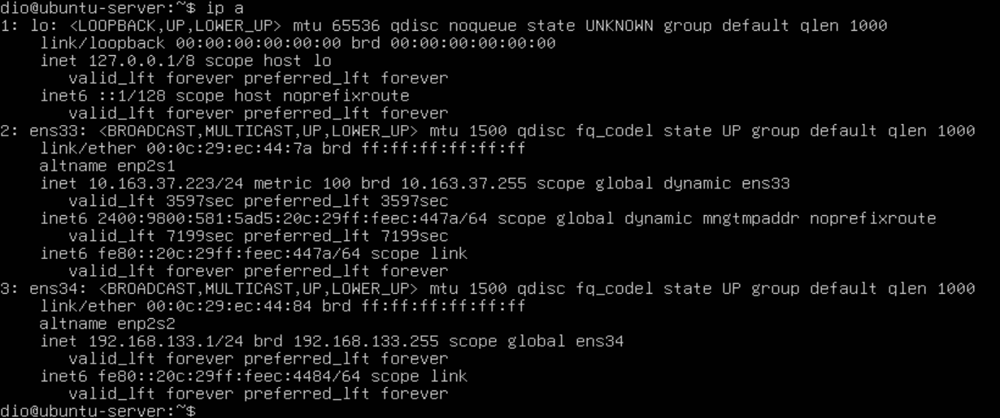 dio@ubuntu-server:~$ ip a
1: lo: <LOOPBACK,UP,LOWER_UP> mtu 65536 qdisc noqueue state UNKNOWN group default qlen 1000
    link/loopback 00:00:00:00:00:00 brd 00:00:00:00:00:00
    inet 127.0.0.1/8 scope host lo
       valid_lft forever preferred_lft forever
    inet6 ::1/128 scope host noprefixroute
       valid_lft forever preferred_lft forever
2: ens33: <BROADCAST,MULTICAST,UP,LOWER_UP> mtu 1500 qdisc fq_codel state UP group default qlen 1000
    link/ether 00:0c:29:ec:44:7a brd ff:ff:ff:ff:ff:ff
    altname enp2s1
    inet 10.163.37.223/24 metric 100 brd 10.163.37.255 scope global dynamic ens33
       valid_lft 3597sec preferred_lft 3597sec
    inet6 2400:9800:581:5ad5:20c:29ff:feec:447a/64 scope global dynamic mngtmpaddr noprefixroute
       valid_lft 7199sec preferred_lft 7199sec
    inet6 fe80::20c:29ff:feec:447a/64 scope link
       valid_lft forever preferred_lft forever
3: ens34: <BROADCAST,MULTICAST,UP,LOWER_UP> mtu 1500 qdisc fq_codel state UP group default qlen 1000
    link/ether 00:0c:29:ec:44:84 brd ff:ff:ff:ff:ff:ff
    altname enp2s2
    inet 192.168.133.1/24 brd 192.168.133.255 scope global ens34
       valid_lft forever preferred_lft forever
    inet6 fe80::20c:29ff:feec:4484/64 scope link
       valid_lft forever preferred_lft forever
dio@ubuntu-server:~$